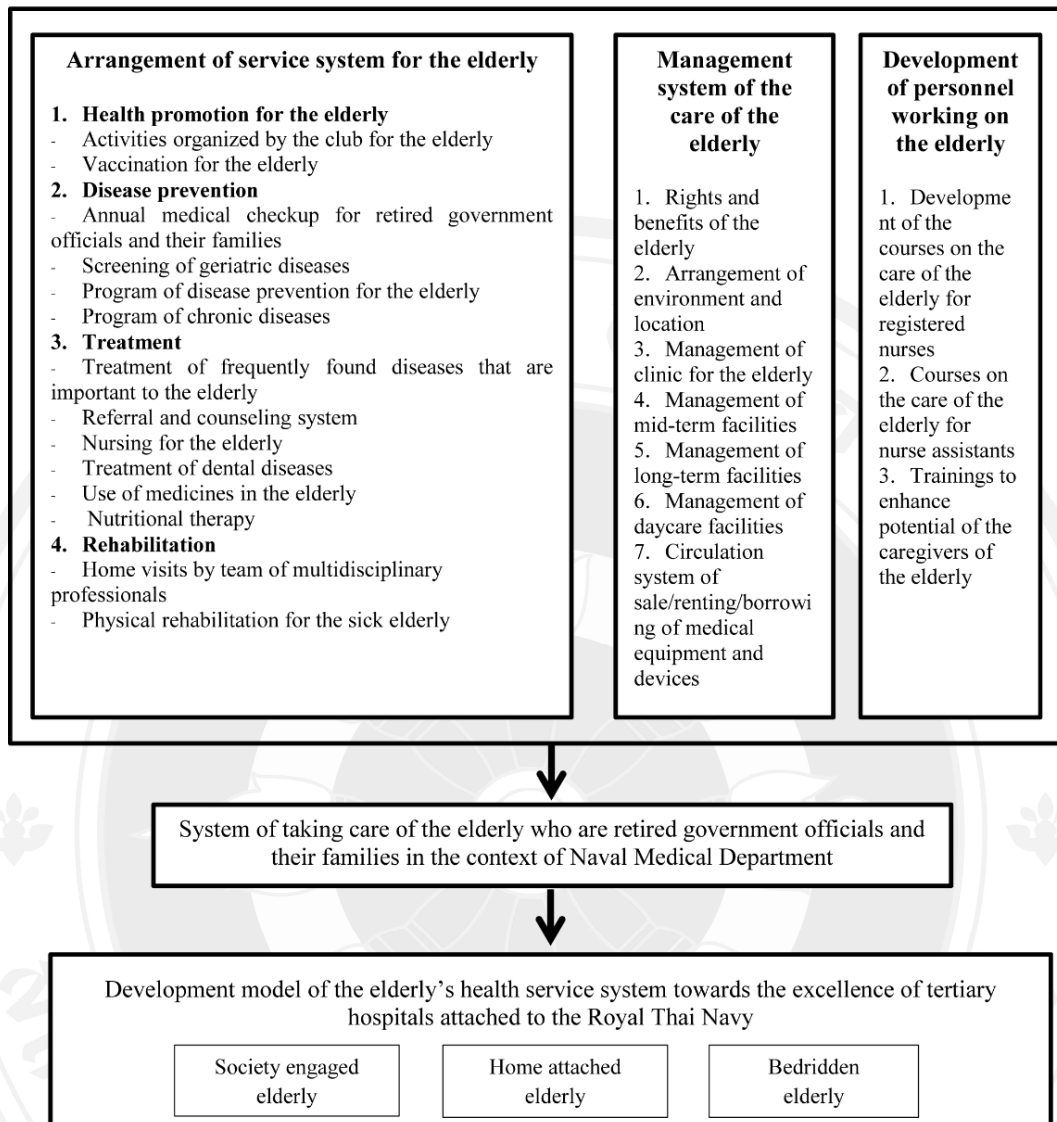 Arrangement of service system for the elderly
1. Health promotion for the elderly
- Activities organized by the club for the elderly
- Vaccination for the elderly
2. Disease prevention
- Annual medical checkup for retired government
officials and their families
- Screening of geriatric diseases
- Program of disease prevention for the elderly
- Program of chronic diseases
3. Treatment
- Treatment of frequently found diseases that are
important to the elderly
- Referral and counseling system
- Nursing for the elderly
- Treatment of dental diseases
- Use of medicines in the elderly
- Nutritional therapy
4. Rehabilitation
- Home visits by team of multidisciplinary
professionals
- Physical rehabilitation for the sick elderly
Management
system of the
care of the
elderly
1. Rights and
benefits of the
elderly
2. Arrangement of
environment and
location
3. Management of
clinic for the elderly
4. Management of
mid-term facilities
5. Management of
long-term facilities
6. Management of
daycare facilities
7. Circulation
system of
sale/renting/borrowi
ng of medical
equipment and
devices
Development
of personnel
working on
the elderly
1. Developme
nt of the
courses on the
care of the
elderly for
registered
nurses
2. Courses on
the care of the
elderly for
nurse assistants
3. Trainings to
enhance
potential of the
caregivers of
the elderly
System of taking care of the elderly who are retired government officials and
their families in the context of Naval Medical Department
Development model of the elderly's health service system towards the excellence of tertiary
hospitals attached to the Royal Thai Navy
Society engaged
elderly
Home attached
elderly
Bedridden
elderly